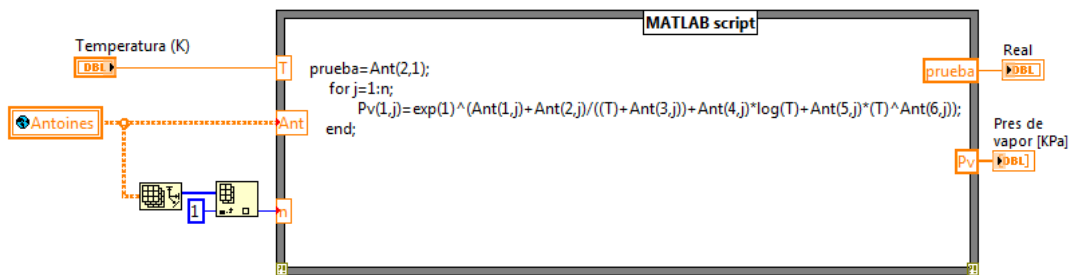 MATLAB script
Temperatura (K)
DBL
T
prueba=Ant(2,1);
for j=1:n;
Pv(1,j)=exp(1)^(Ant(1,j)+Ant(2,j)/((T)+Ant(3,j))+Ant(4,j)*log(T)+Ant(5,j)*(T)^Ant(6,j));
end;
Antoines
Ant
1
n
prueba
Real
DBL
Pres de
vapor [KPa]
Pv
[DBL]